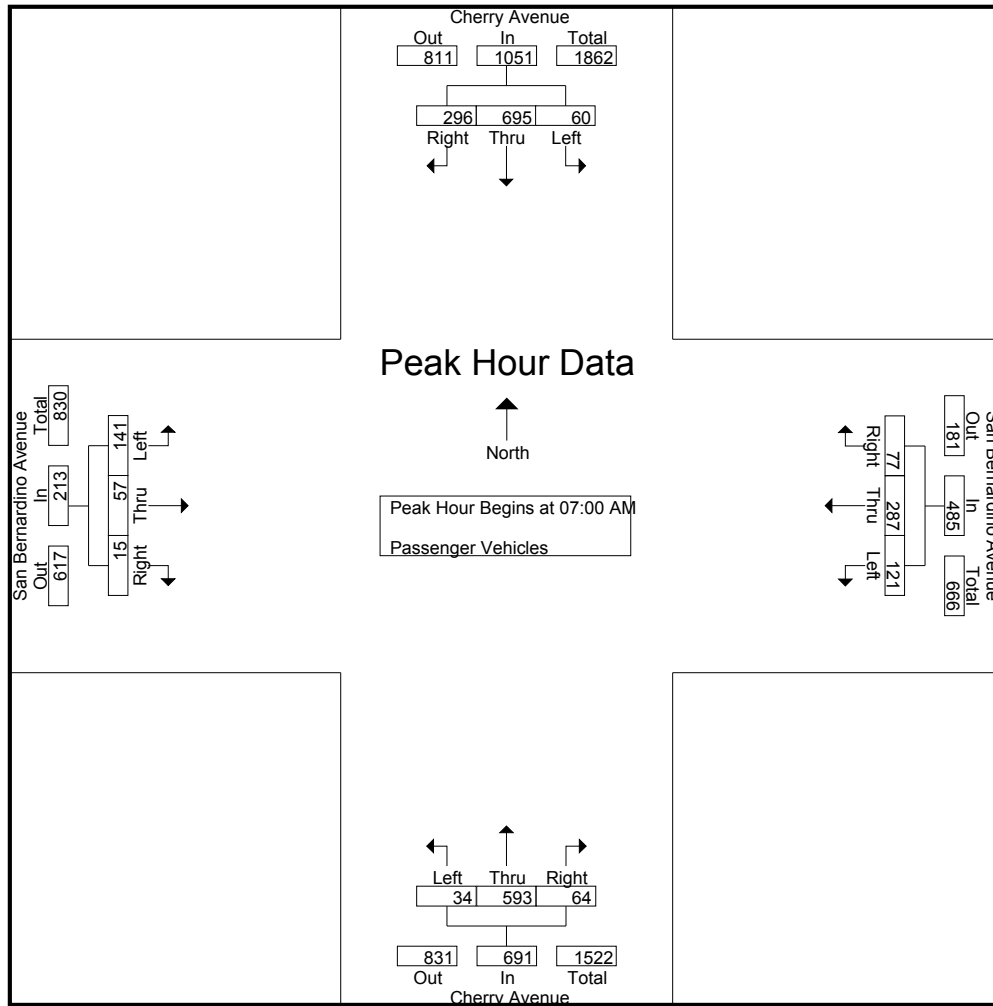 Cherry Avenue
Out In Total
811 1051 1862
296 695 60
Right Thru Left
Peak Hour Data
North
Peak Hour Begins at 07:00 AM
Passenger Vehicles
San Bernardino Avenue
Total In Out
830 213 617
141 57 15
Left Thru Right
San Bernardino Avenue
Out In Total
181 485 666
77 287 121
Right Thru Left
Left Thru Right
34 593 64
831 691 1522
Out In Total
Cherry Avenue